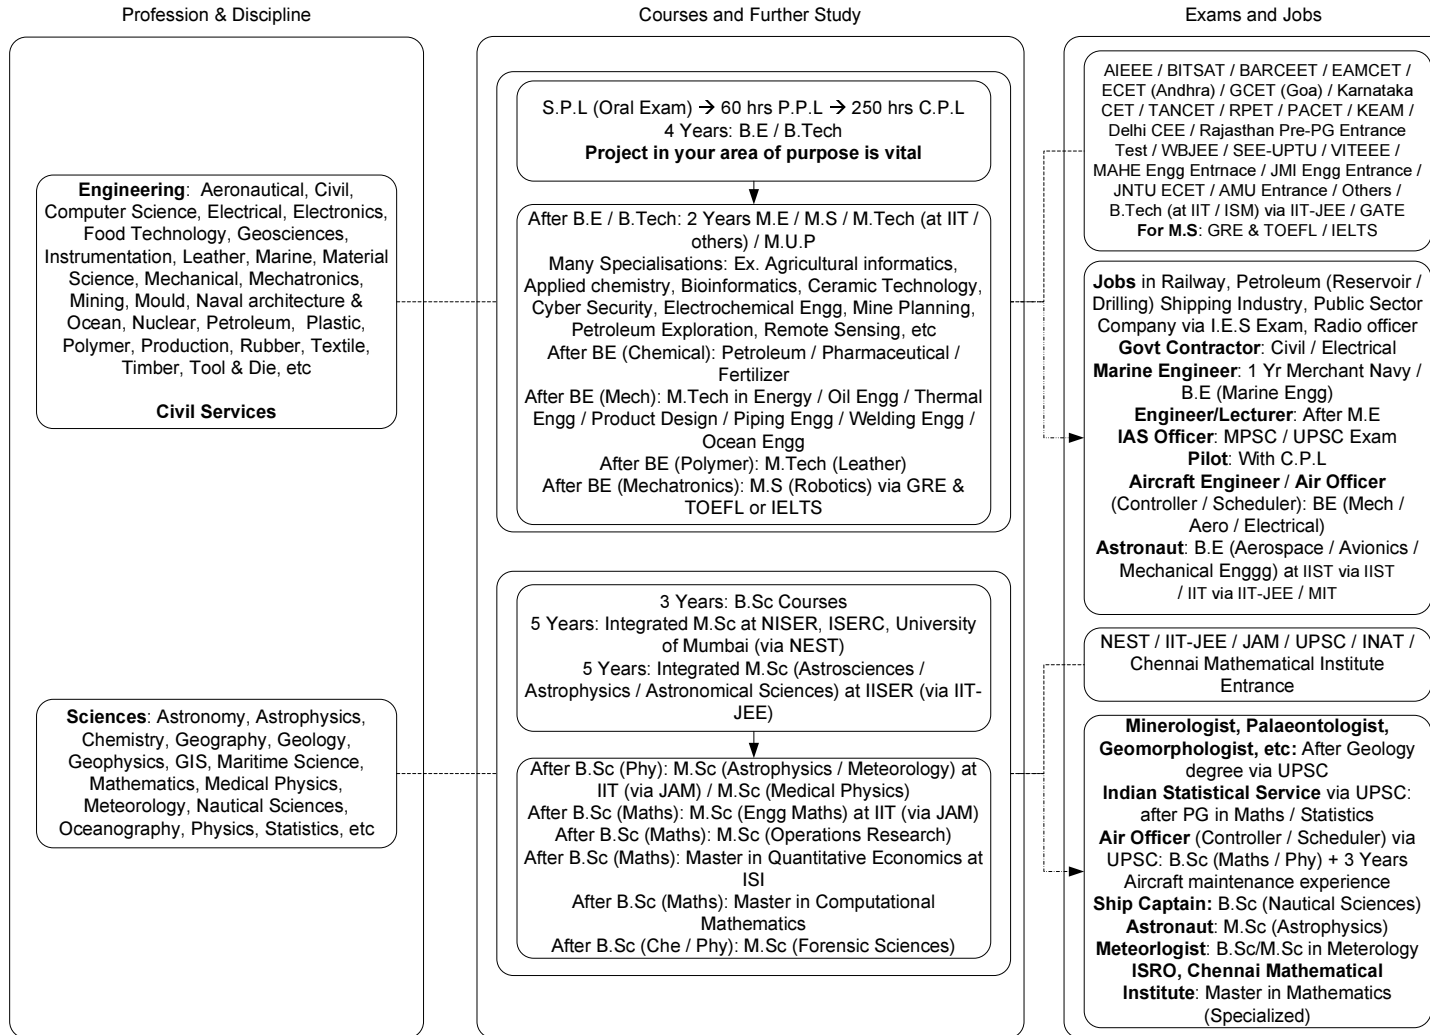 Profession & Discipline
Courses and Further Study
Exams and Jobs
Engineering: Aeronautical, Civil,
Computer Science, Electrical, Electronics,
Food Technology, Geosciences,
Instrumentation, Leather, Marine, Material
Science, Mechanical, Mechatronics,
Mining, Mould, Naval architecture &
Ocean, Nuclear, Petroleum, Plastic,
Polymer, Production, Rubber, Textile,
Timber, Tool & Die, etc
Civil Services
S.P.L (Oral Exam) → 60 hrs P.P.L → 250 hrs C.P.L
4 Years: B.E / B.Tech
Project in your area of purpose is vital
After B.E / B.Tech: 2 Years M.E / M.S / M.Tech (at IIT /
others) / M.U.P
Many Specialisations: Ex. Agricultural informatics,
Applied chemistry, Bioinformatics, Ceramic Technology,
Cyber Security, Electrochemical Engg, Mine Planning,
Petroleum Exploration, Remote Sensing, etc
After BE (Chemical): Petroleum / Pharmaceutical /
Fertilizer
After BE (Mech): M.Tech in Energy / Oil Engg / Thermal
Engg / Product Design / Piping Engg / Welding Engg /
Ocean Engg
After BE (Polymer): M.Tech (Leather)
After BE (Mechatronics): M.S (Robotics) via GRE &
TOEFL or IELTS
AIEEE / BITSAT / BARCEET / EAMCET /
ECET (Andhra) / GCET (Goa) / Karnataka
CET / TANCET / RPET / PACET / KEAM /
Delhi CEE / Rajasthan Pre-PG Entrance
Test / WBJEE / SEE-UPTU / VITEEE /
MAHE Engg Entrnace / JMI Engg Entrance /
JNTU ECET / AMU Entrance / Others /
B.Tech (at IIT / ISM) via IIT-JEE / GATE
For M.S: GRE & TOEFL / IELTS
Jobs in Railway, Petroleum (Reservoir /
Drilling) Shipping Industry, Public Sector
Company via I.E.S Exam, Radio officer
Govt Contractor: Civil / Electrical
Marine Engineer: 1 Yr Merchant Navy /
B.E (Marine Engg)
Engineer/Lecturer: After M.E
IAS Officer: MPSC / UPSC Exam
Pilot: With C.P.L
Aircraft Engineer / Air Officer
(Controller / Scheduler): BE (Mech /
Aero / Electrical)
Astronaut: B.E (Aerospace / Avionics /
Mechanical Enggg) at IIST via IIST
/ IIT via IIT-JEE / MIT
Sciences: Astronomy, Astrophysics,
Chemistry, Geography, Geology,
Geophysics, GIS, Maritime Science,
Mathematics, Medical Physics,
Meteorology, Nautical Sciences,
Oceanography, Physics, Statistics, etc
3 Years: B.Sc Courses
5 Years: Integrated M.Sc at NISER, ISERC, University
of Mumbai (via NEST)
5 Years: Integrated M.Sc (Astrosciences /
Astrophysics / Astronomical Sciences) at IISER (via IIT-
JEE)
After B.Sc (Phy): M.Sc (Astrophysics / Meteorology) at
IIT (via JAM) / M.Sc (Medical Physics)
After B.Sc (Maths): M.Sc (Engg Maths) at IIT (via JAM)
After B.Sc (Maths): M.Sc (Operations Research)
After B.Sc (Maths): Master in Quantitative Economics at
ISI
After B.Sc (Maths): Master in Computational
Mathematics
After B.Sc (Che / Phy): M.Sc (Forensic Sciences)
NEST / IIT-JEE / JAM / UPSC / INAT /
Chennai Mathematical Institute
Entrance
Minerologist, Palaeontologist,
Geomorphologist, etc: After Geology
degree via UPSC
Indian Statistical Service via UPSC:
after PG in Maths / Statistics
Air Officer (Controller / Scheduler) via
UPSC: B.Sc (Maths / Phy) + 3 Years
Aircraft maintenance experience
Ship Captain: B.Sc (Nautical Sciences)
Astronaut: M.Sc (Astrophysics)
Meteorlogist: B.Sc/M.Sc in Meterology
ISRO, Chennai Mathematical
Institute: Master in Mathematics
(Specialized)